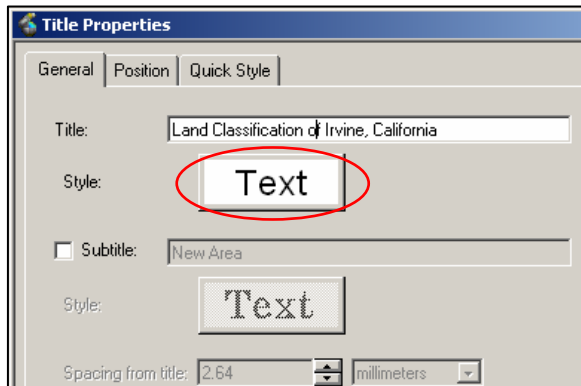 Title Properties
General Position Quick Style
Title: Land Classification of Irvine, California
Style: Text
Subtitle: New Area
Style: Text
Spacing from title: 2.64 millimeters